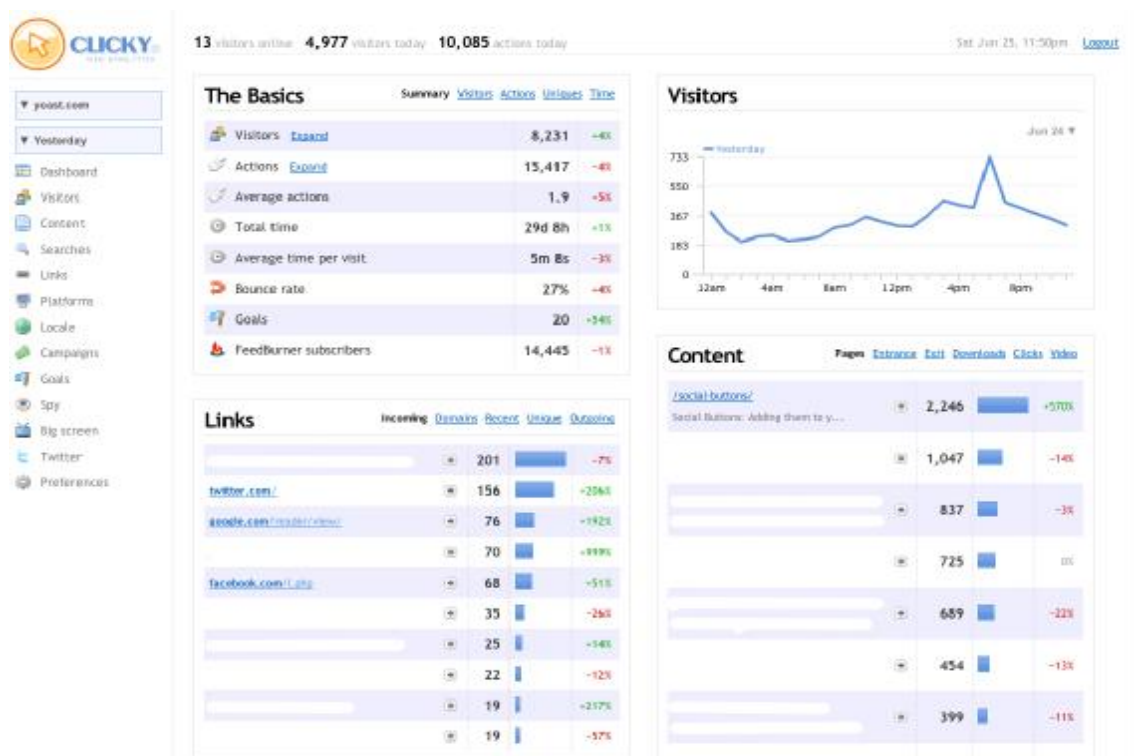 CLICKY
13 visitors online 4,977 visitors today 10,085 actions today
Sat Jun 25, 11:50pm Logout
▼ yoast.com
▼ Yesterday
Dashboard
Visitors
Content
Searches
Links
Platforms
Locale
Campaigns
Goals
Spy
Big screen
Twitter
Preferences
The Basics
Summary Visitors Actions Uniques Time
Visitors Expand 8,231 +4%
Actions Expand 15,417 -4%
Average actions 1.9 -5%
Total time 29d 8h +1%
Average time per visit 5m 8s -3%
Bounce rate 27% -4%
Goals 20 +54%
FeedBurner subscribers 14,445 -1%
Links
Incoming Domains Recent Unique Outgoing
201 -7%
twitter.com/ 156 +206%
google.com/reader/view/ 76 +192%
70 +999%
facebook.com/l.php 68 +51%
35 -26%
25 +14%
22 -12%
19 +217%
19 -57%
Visitors
Jun 24 ▼
Yesterday
733
550
367
183
0
12am 4am 8am 12pm 4pm 8pm
Content
Pages Entrance Exit Downloads Clicks Video
/social-buttons/
Social Buttons: Adding them to y...
2,246 +570%
1,047 -14%
837 -3%
725 0%
689 -22%
454 -13%
399 -11%